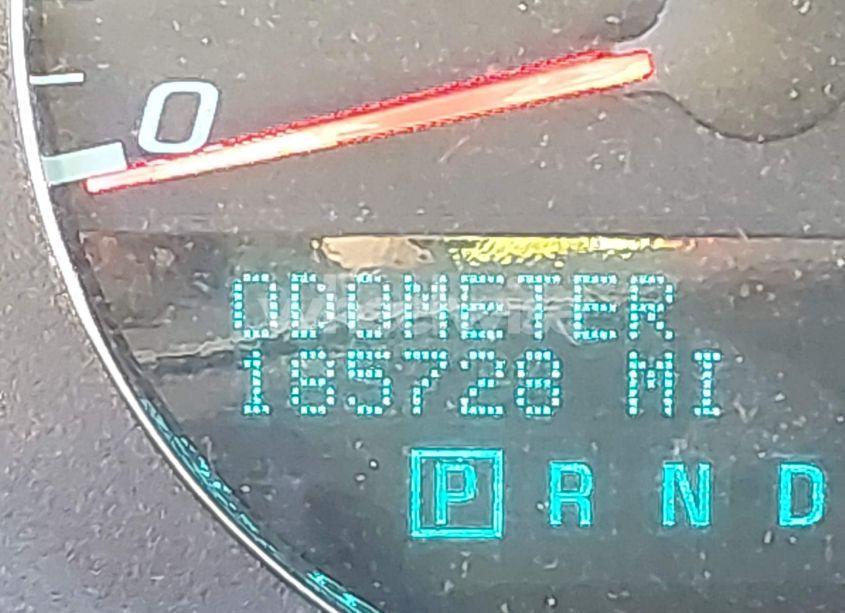 0
ODOMETER
185728 MI
P R N D